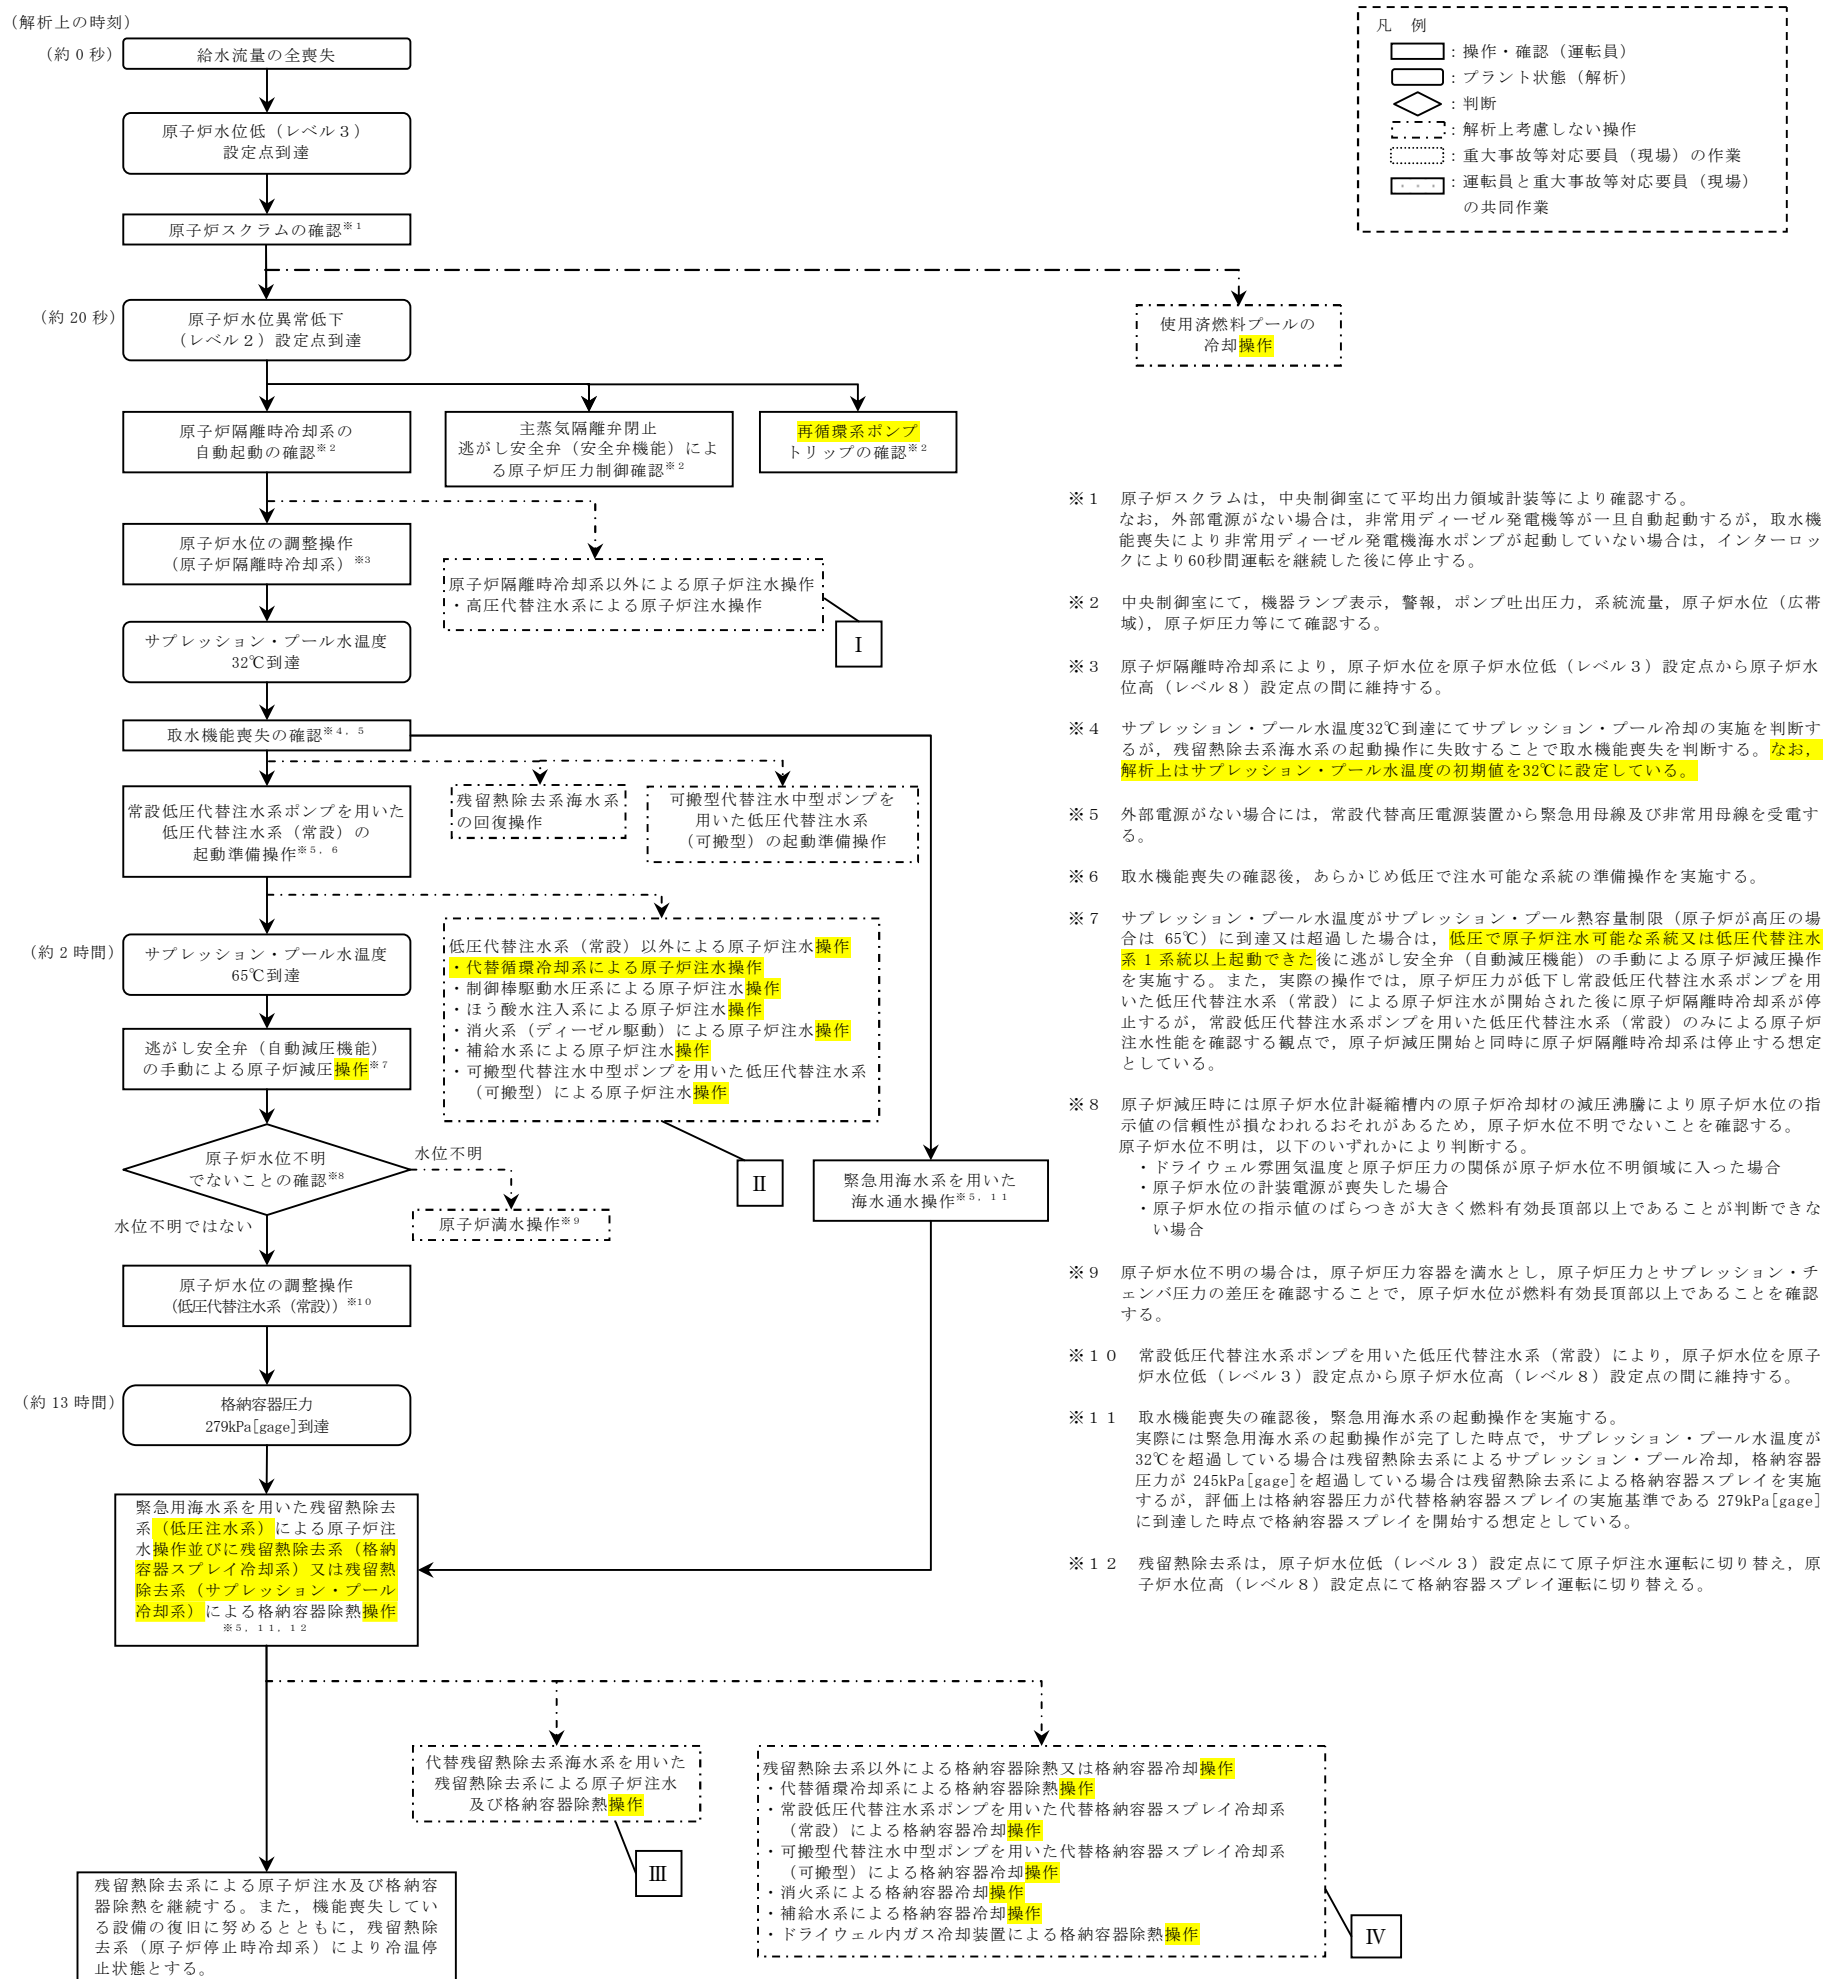 （解析上の時刻）
（約 0 秒）
給水流量の全喪失
原子炉水位低（レベル３）
設定点到達
原子炉スクラムの確認※１
（約 20 秒）
原子炉水位異常低下
（レベル２）設定点到達
使用済燃料プールの
冷却操作
原子炉隔離時冷却系の
自動起動の確認※２
主蒸気隔離弁閉止
逃がし安全弁（安全弁機能）によ
る原子炉圧力制御確認※２
再循環系ポンプ
トリップの確認※２
原子炉水位の調整操作
（原子炉隔離時冷却系）※3
原子炉隔離時冷却系以外による原子炉注水操作
・高圧代替注水系による原子炉注水操作
Ⅰ
サプレッション・プール水温度
32℃到達
取水機能喪失の確認※４，５
常設低圧代替注水系ポンプを用いた
低圧代替注水系（常設）の
起動準備操作※５，６
残留熱除去系海水系
の回復操作
可搬型代替注水中型ポンプを
用いた低圧代替注水系
（可搬型）の起動準備操作
（約 2 時間）
サプレッション・プール水温度
65℃到達
低圧代替注水系（常設）以外による原子炉注水操作
・代替循環冷却系による原子炉注水操作
・制御棒駆動水圧系による原子炉注水操作
・ほう酸水注入系による原子炉注水操作
・消火系（ディーゼル駆動）による原子炉注水操作
・補給水系による原子炉注水操作
・可搬型代替注水中型ポンプを用いた低圧代替注水系
（可搬型）による原子炉注水操作
Ⅱ
逃がし安全弁（自動減圧機能）
の手動による原子炉減圧操作※７
原子炉水位不明
でないことの確認※8
水位不明
原子炉満水操作※９
水位不明ではない
緊急用海水系を用いた
海水通水操作※５，１１
原子炉水位の調整操作
（低圧代替注水系（常設））※10
（約 13 時間）
格納容器圧力
279kPa[gage]到達
緊急用海水系を用いた残留熱除去
系（低圧注水系）による原子炉注
水操作並びに残留熱除去系（格納
容器スプレイ冷却系）又は残留熱
除去系（サプレッション・プール
冷却系）による格納容器除熱操作
※５，１１，１２
代替残留熱除去系海水系を用いた
残留熱除去系による原子炉注水
及び格納容器除熱操作
Ⅲ
残留熱除去系以外による格納容器除熱又は格納容器冷却操作
・代替循環冷却系による格納容器除熱操作
・常設低圧代替注水系ポンプを用いた代替格納容器スプレイ冷却系
（常設）による格納容器冷却操作
・可搬型代替注水中型ポンプを用いた代替格納容器スプレイ冷却系
（可搬型）による格納容器冷却操作
・消火系による格納容器冷却操作
・補給水系による格納容器冷却操作
・ドライウェル内ガス冷却装置による格納容器除熱操作
Ⅳ
残留熱除去系による原子炉注水及び格納容
器除熱を継続する。また，機能喪失してい
る設備の復旧に努めるとともに，残留熱除
去系（原子炉停止時冷却系）により冷温停
止状態とする。
凡　例
：操作・確認（運転員）
：プラント状態（解析）
：判断
：解析上考慮しない操作
：重大事故等対応要員（現場）の作業
：運転員と重大事故等対応要員（現場）
の共同作業
※１　原子炉スクラムは，中央制御室にて平均出力領域計装等により確認する。
なお，外部電源がない場合は，非常用ディーゼル発電機等が一旦自動起動するが，取水機
能喪失により非常用ディーゼル発電機海水ポンプが起動していない場合は，インターロッ
クにより60秒間運転を継続した後に停止する。
※２　中央制御室にて，機器ランプ表示，警報，ポンプ吐出圧力，系統流量，原子炉水位（広帯
域），原子炉圧力等にて確認する。
※３　原子炉隔離時冷却系により，原子炉水位を原子炉水位低（レベル３）設定点から原子炉水
位高（レベル８）設定点の間に維持する。
※４　サプレッション・プール水温度32℃到達にてサプレッション・プール冷却の実施を判断す
るが，残留熱除去系海水系の起動操作に失敗することで取水機能喪失を判断する。なお，
解析上はサプレッション・プール水温度の初期値を32℃に設定している。
※５　外部電源がない場合には，常設代替高圧電源装置から緊急用母線及び非常用母線を受電す
る。
※６　取水機能喪失の確認後，あらかじめ低圧で注水可能な系統の準備操作を実施する。
※７　サプレッション・プール水温度がサプレッション・プール熱容量制限（原子炉が高圧の場
合は 65℃）に到達又は超過した場合は，低圧で原子炉注水可能な系統又は低圧代替注水
系１系統以上起動できた後に逃がし安全弁（自動減圧機能）の手動による原子炉減圧操作
を実施する。また，実際の操作では，原子炉圧力が低下し常設低圧代替注水系ポンプを用
いた低圧代替注水系（常設）による原子炉注水が開始された後に原子炉隔離時冷却系が停
止するが，常設低圧代替注水系ポンプを用いた低圧代替注水系（常設）のみによる原子炉
注水性能を確認する観点で，原子炉減圧開始と同時に原子炉隔離時冷却系は停止する想定
としている。
※８　原子炉減圧時には原子炉水位計凝縮槽内の原子炉冷却材の減圧沸騰により原子炉水位の指
示値の信頼性が損なわれるおそれがあるため，原子炉水位不明でないことを確認する。
原子炉水位不明は，以下のいずれかにより判断する。
・ドライウェル雰囲気温度と原子炉圧力の関係が原子炉水位不明領域に入った場合
・原子炉水位の計装電源が喪失した場合
・原子炉水位の指示値のばらつきが大きく燃料有効長頂部以上であることが判断できな
い場合
※９　原子炉水位不明の場合は，原子炉圧力容器を満水とし，原子炉圧力とサプレッション・チ
ェンバ圧力の差圧を確認することで，原子炉水位が燃料有効長頂部以上であることを確認
する。
※１０　常設低圧代替注水系ポンプを用いた低圧代替注水系（常設）により，原子炉水位を原子
炉水位低（レベル３）設定点から原子炉水位高（レベル８）設定点の間に維持する。
※１１　取水機能喪失の確認後，緊急用海水系の起動操作を実施する。
実際には緊急用海水系の起動操作が完了した時点で，サプレッション・プール水温度が
32℃を超過している場合は残留熱除去系によるサプレッション・プール冷却，格納容器
圧力が 245kPa[gage]を超過している場合は残留熱除去系による格納容器スプレイを実施
するが，評価上は格納容器圧力が代替格納容器スプレイの実施基準である 279kPa[gage]
に到達した時点で格納容器スプレイを開始する想定としている。
※１２　残留熱除去系は，原子炉水位低（レベル３）設定点にて原子炉注水運転に切り替え，原
子炉水位高（レベル８）設定点にて格納容器スプレイ運転に切り替える。